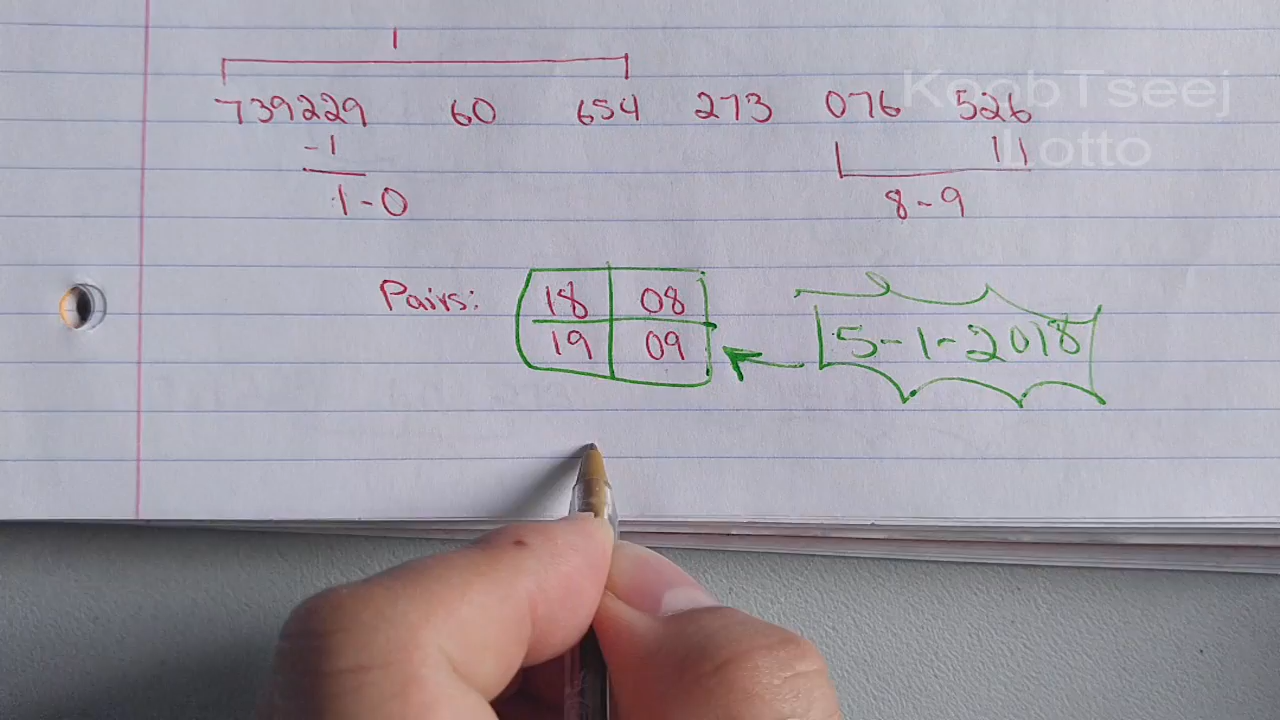 1
739229 60 654 273 076 526
-1 11
1-0 8-9
Pairs: 18 08 5-1-2018
19 09
KoobTseej
Lotto